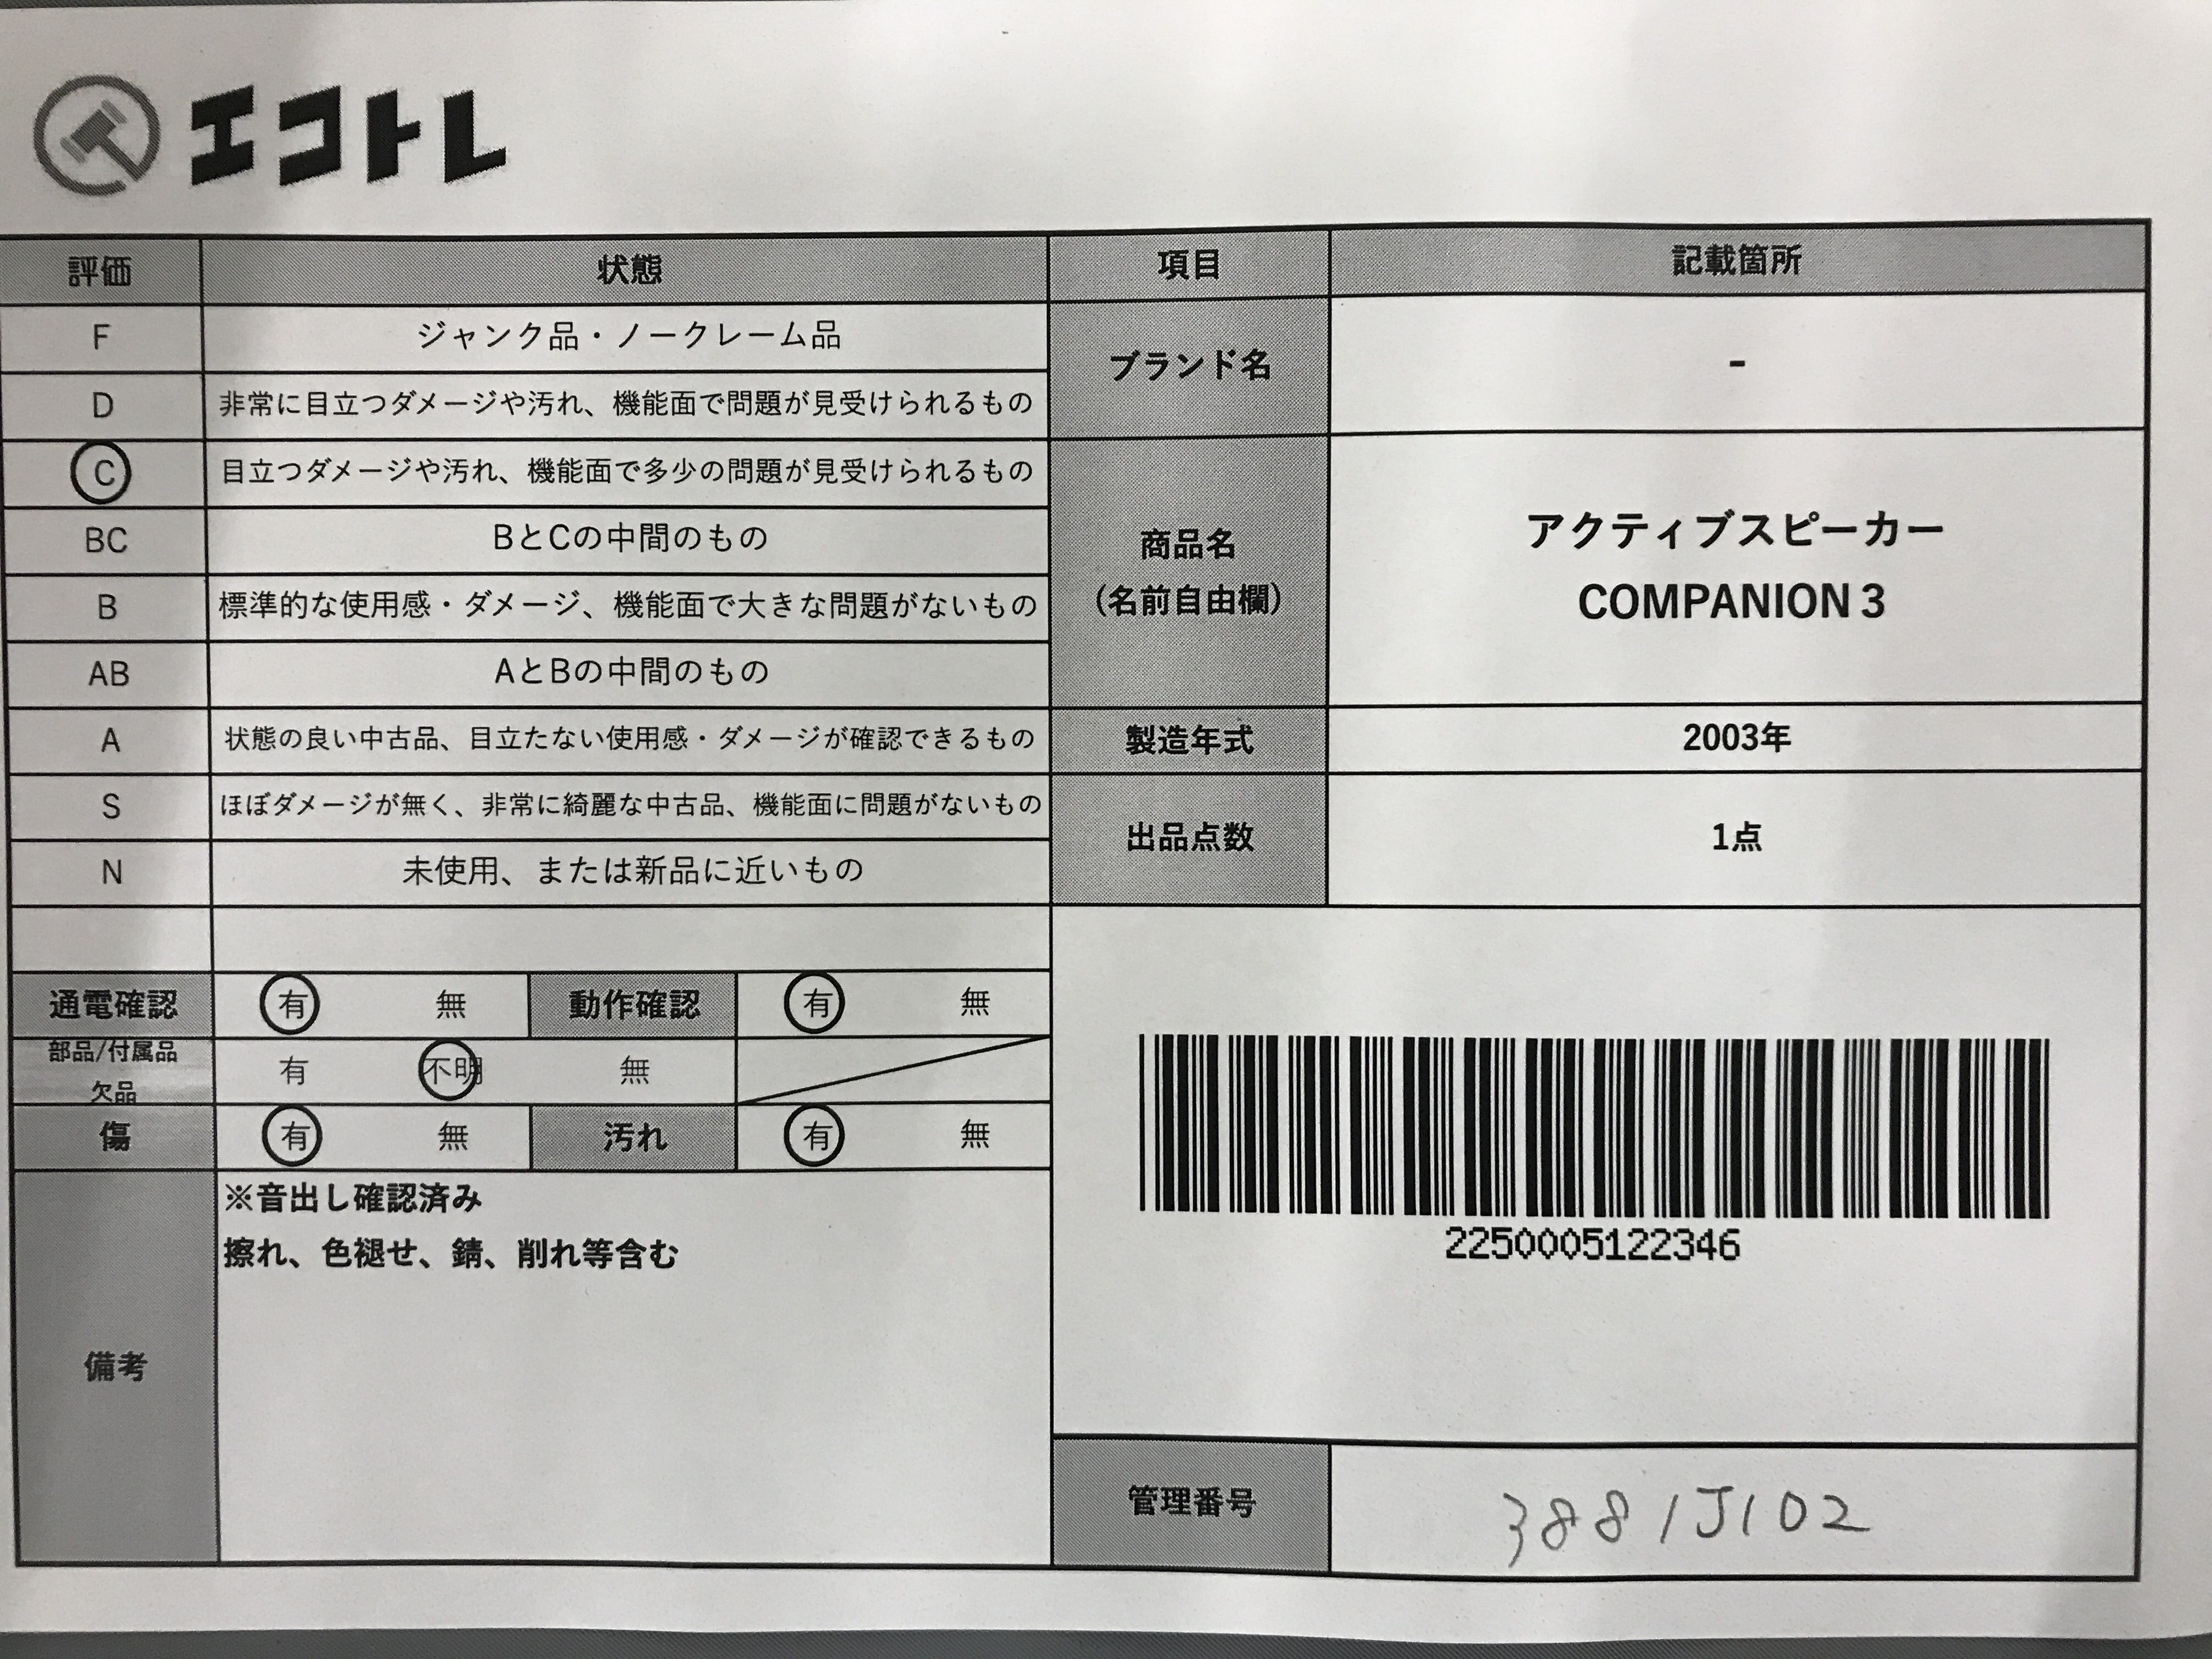 エコトレ
評価 状態 項目 記載箇所
F ジャンク品・ノークレーム品
D 非常に目立つダメージや汚れ、機能面で問題が見受けられるもの
ブランド名 -
C 目立つダメージや汚れ、機能面で多少の問題が見受けられるもの
BC BとCの中間のもの
B 標準的な使用感・ダメージ、機能面で大きな問題がないもの
AB AとBの中間のもの
商品名
（名前自由欄）
アクティブスピーカー
COMPANION 3
A 状態の良い中古品、目立たない使用感・ダメージが確認できるもの
製造年式 2003年
S ほぼダメージが無く、非常に綺麗な中古品、機能面に問題がないもの
N 未使用、または新品に近いもの
出品点数 1点
通電確認 有 無 動作確認 有 無
部品/付属品
欠品
有 不明 無
傷 有 無 汚れ 有 無
備考
※音出し確認済み
擦れ、色褪せ、錆、削れ等含む
2250005122346
管理番号 3881J102